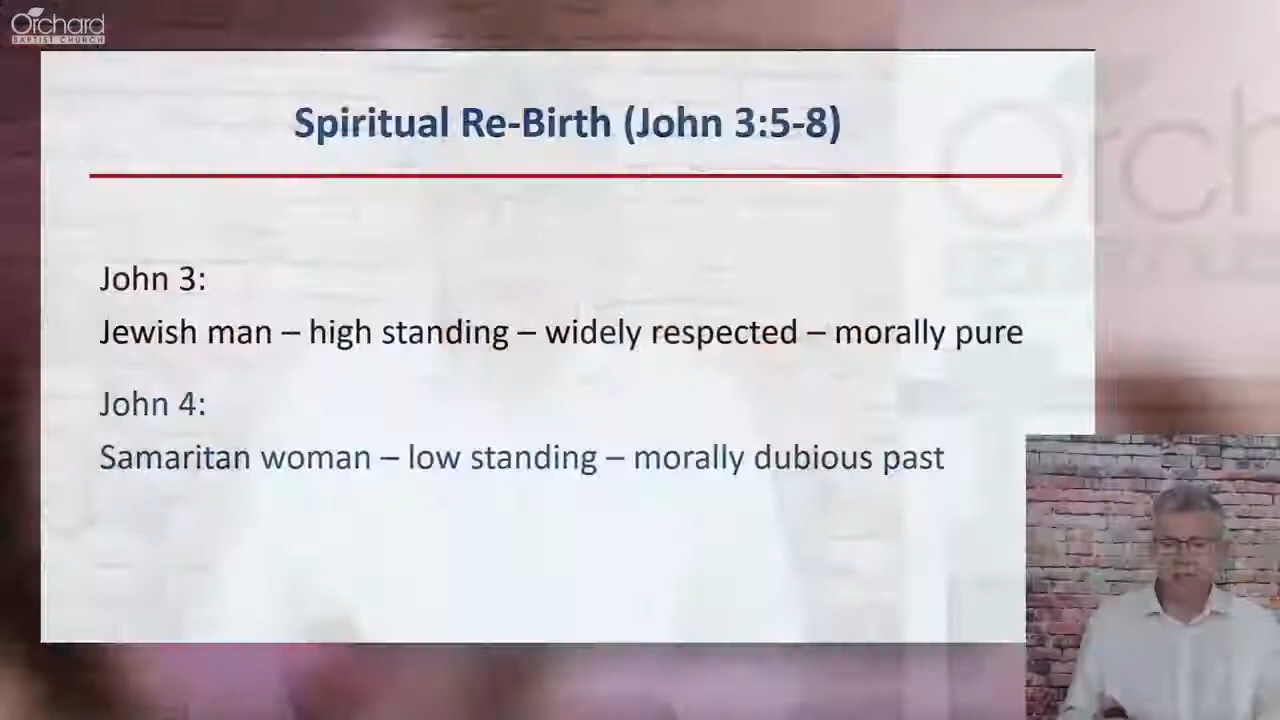 Orchard
BAPTIST CHURCH
Spiritual Re-Birth (John 3:5-8)
John 3:
Jewish man – high standing – widely respected – morally pure
John 4:
Samaritan woman – low standing – morally dubious past
Orch